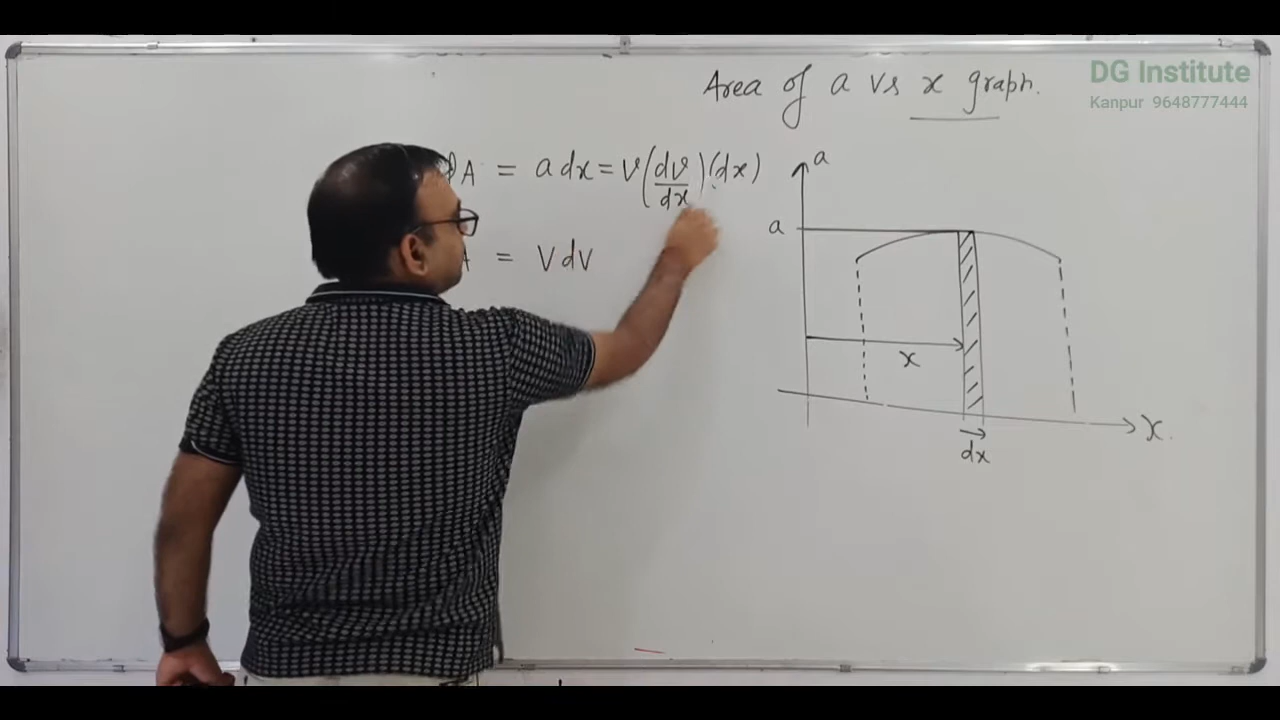 Area of a vs x graph.
DG Institute
Kanpur 9648777444
A = a dx = v(dv/dx)(dx)
A = v dv
a
a
x
x.
dx